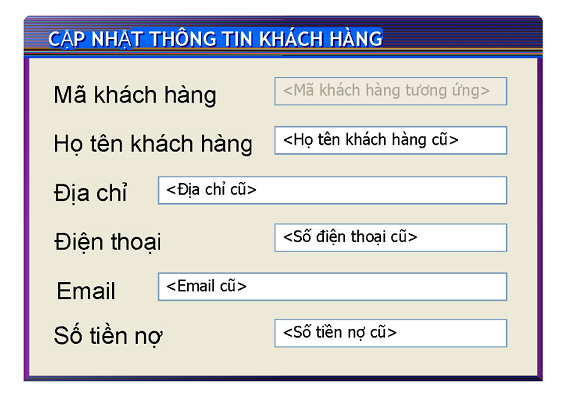 CẬP NHẬT THÔNG TIN KHÁCH HÀNG
Mã khách hàng <Mã khách hàng tương ứng>
Họ tên khách hàng <Họ tên khách hàng cũ>
Địa chỉ <Địa chỉ cũ>
Điện thoại <Số điện thoại cũ>
Email <Email cũ>
Số tiền nợ <Số tiền nợ cũ>